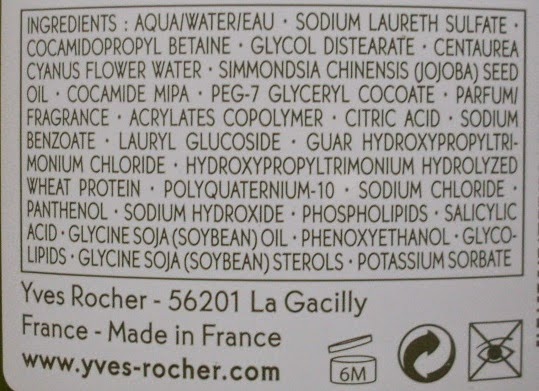 INGREDIENTS : AQUA/WATER/EAU • SODIUM LAURETH SULFATE •
COCAMIDOPROPYL BETAINE • GLYCOL DISTEARATE • CENTAUREA
CYANUS FLOWER WATER • SIMMONDSIA CHINENSIS (JOJOBA) SEED
OIL • COCAMIDE MIPA • PEG-7 GLYCERYL COCOATE • PARFUM/
FRAGRANCE • ACRYLATES COPOLYMER • CITRIC ACID • SODIUM
BENZOATE • LAURYL GLUCOSIDE • GUAR HYDROXYPROPYLTRI-
MONIUM CHLORIDE • HYDROXYPROPYLTRIMONIUM HYDROLYZED
WHEAT PROTEIN • POLYQUATERNIUM-10 • SODIUM CHLORIDE •
PANTHENOL • SODIUM HYDROXIDE • PHOSPHOLIPIDS • SALICYLIC
ACID • GLYCINE SOJA (SOYBEAN) OIL • PHENOXYETHANOL • GLYCO-
LIPIDS • GLYCINE SOJA (SOYBEAN) STEROLS • POTASSIUM SORBATE
Yves Rocher - 56201 La Gacilly
France - Made in France
www.yves-rocher.com
6M